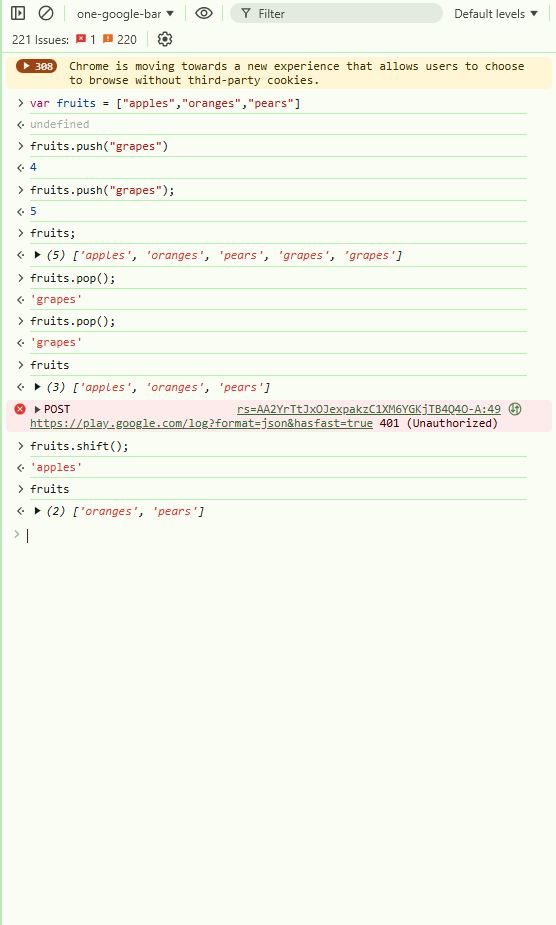 one-google-bar ▼ Filter Default levels ▼
221 Issues: 1 220
308 Chrome is moving towards a new experience that allows users to choose
to browse without third-party cookies.
> var fruits = ["apples","oranges","pears"]
<· undefined
> fruits.push("grapes")
<· 4
> fruits.push("grapes");
<· 5
> fruits;
<· ▶ (5) ['apples', 'oranges', 'pears', 'grapes', 'grapes']
> fruits.pop();
<· 'grapes'
> fruits.pop();
<· 'grapes'
> fruits
<· ▶ (3) ['apples', 'oranges', 'pears']
▶ POST rs=AA2YrTtJxOJexpakzC1XM6YGKjTB4Q4O-A:49
https://play.google.com/log?format=json&hasfast=true 401 (Unauthorized)
> fruits.shift();
<· 'apples'
> fruits
<· ▶ (2) ['oranges', 'pears']
>